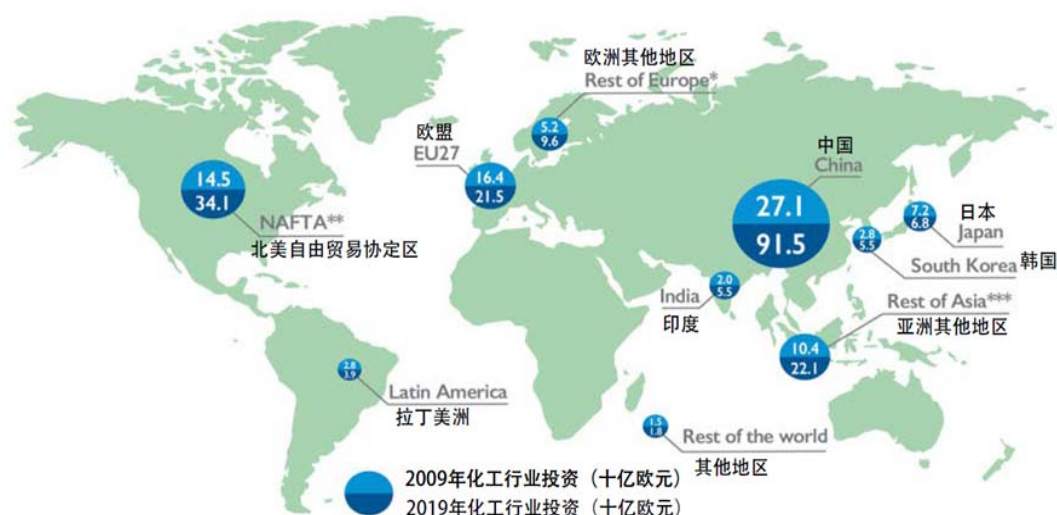 欧洲其他地区
Rest of Europe*
5.2
9.6
欧盟
EU27
16.4
21.5
中国
China
27.1
91.5
14.5
34.1
NAFTA**
北美自由贸易协定区
7.2
6.8
日本
Japan
2.8
5.5
South Korea 韩国
2.0
5.5
India
印度
Rest of Asia***
亚洲其他地区
10.4
22.1
2.8
3.9
Latin America
拉丁美洲
1.5
1.8
Rest of the world
其他地区
2009年化工行业投资（十亿欧元）
2019年化工行业投资（十亿欧元）